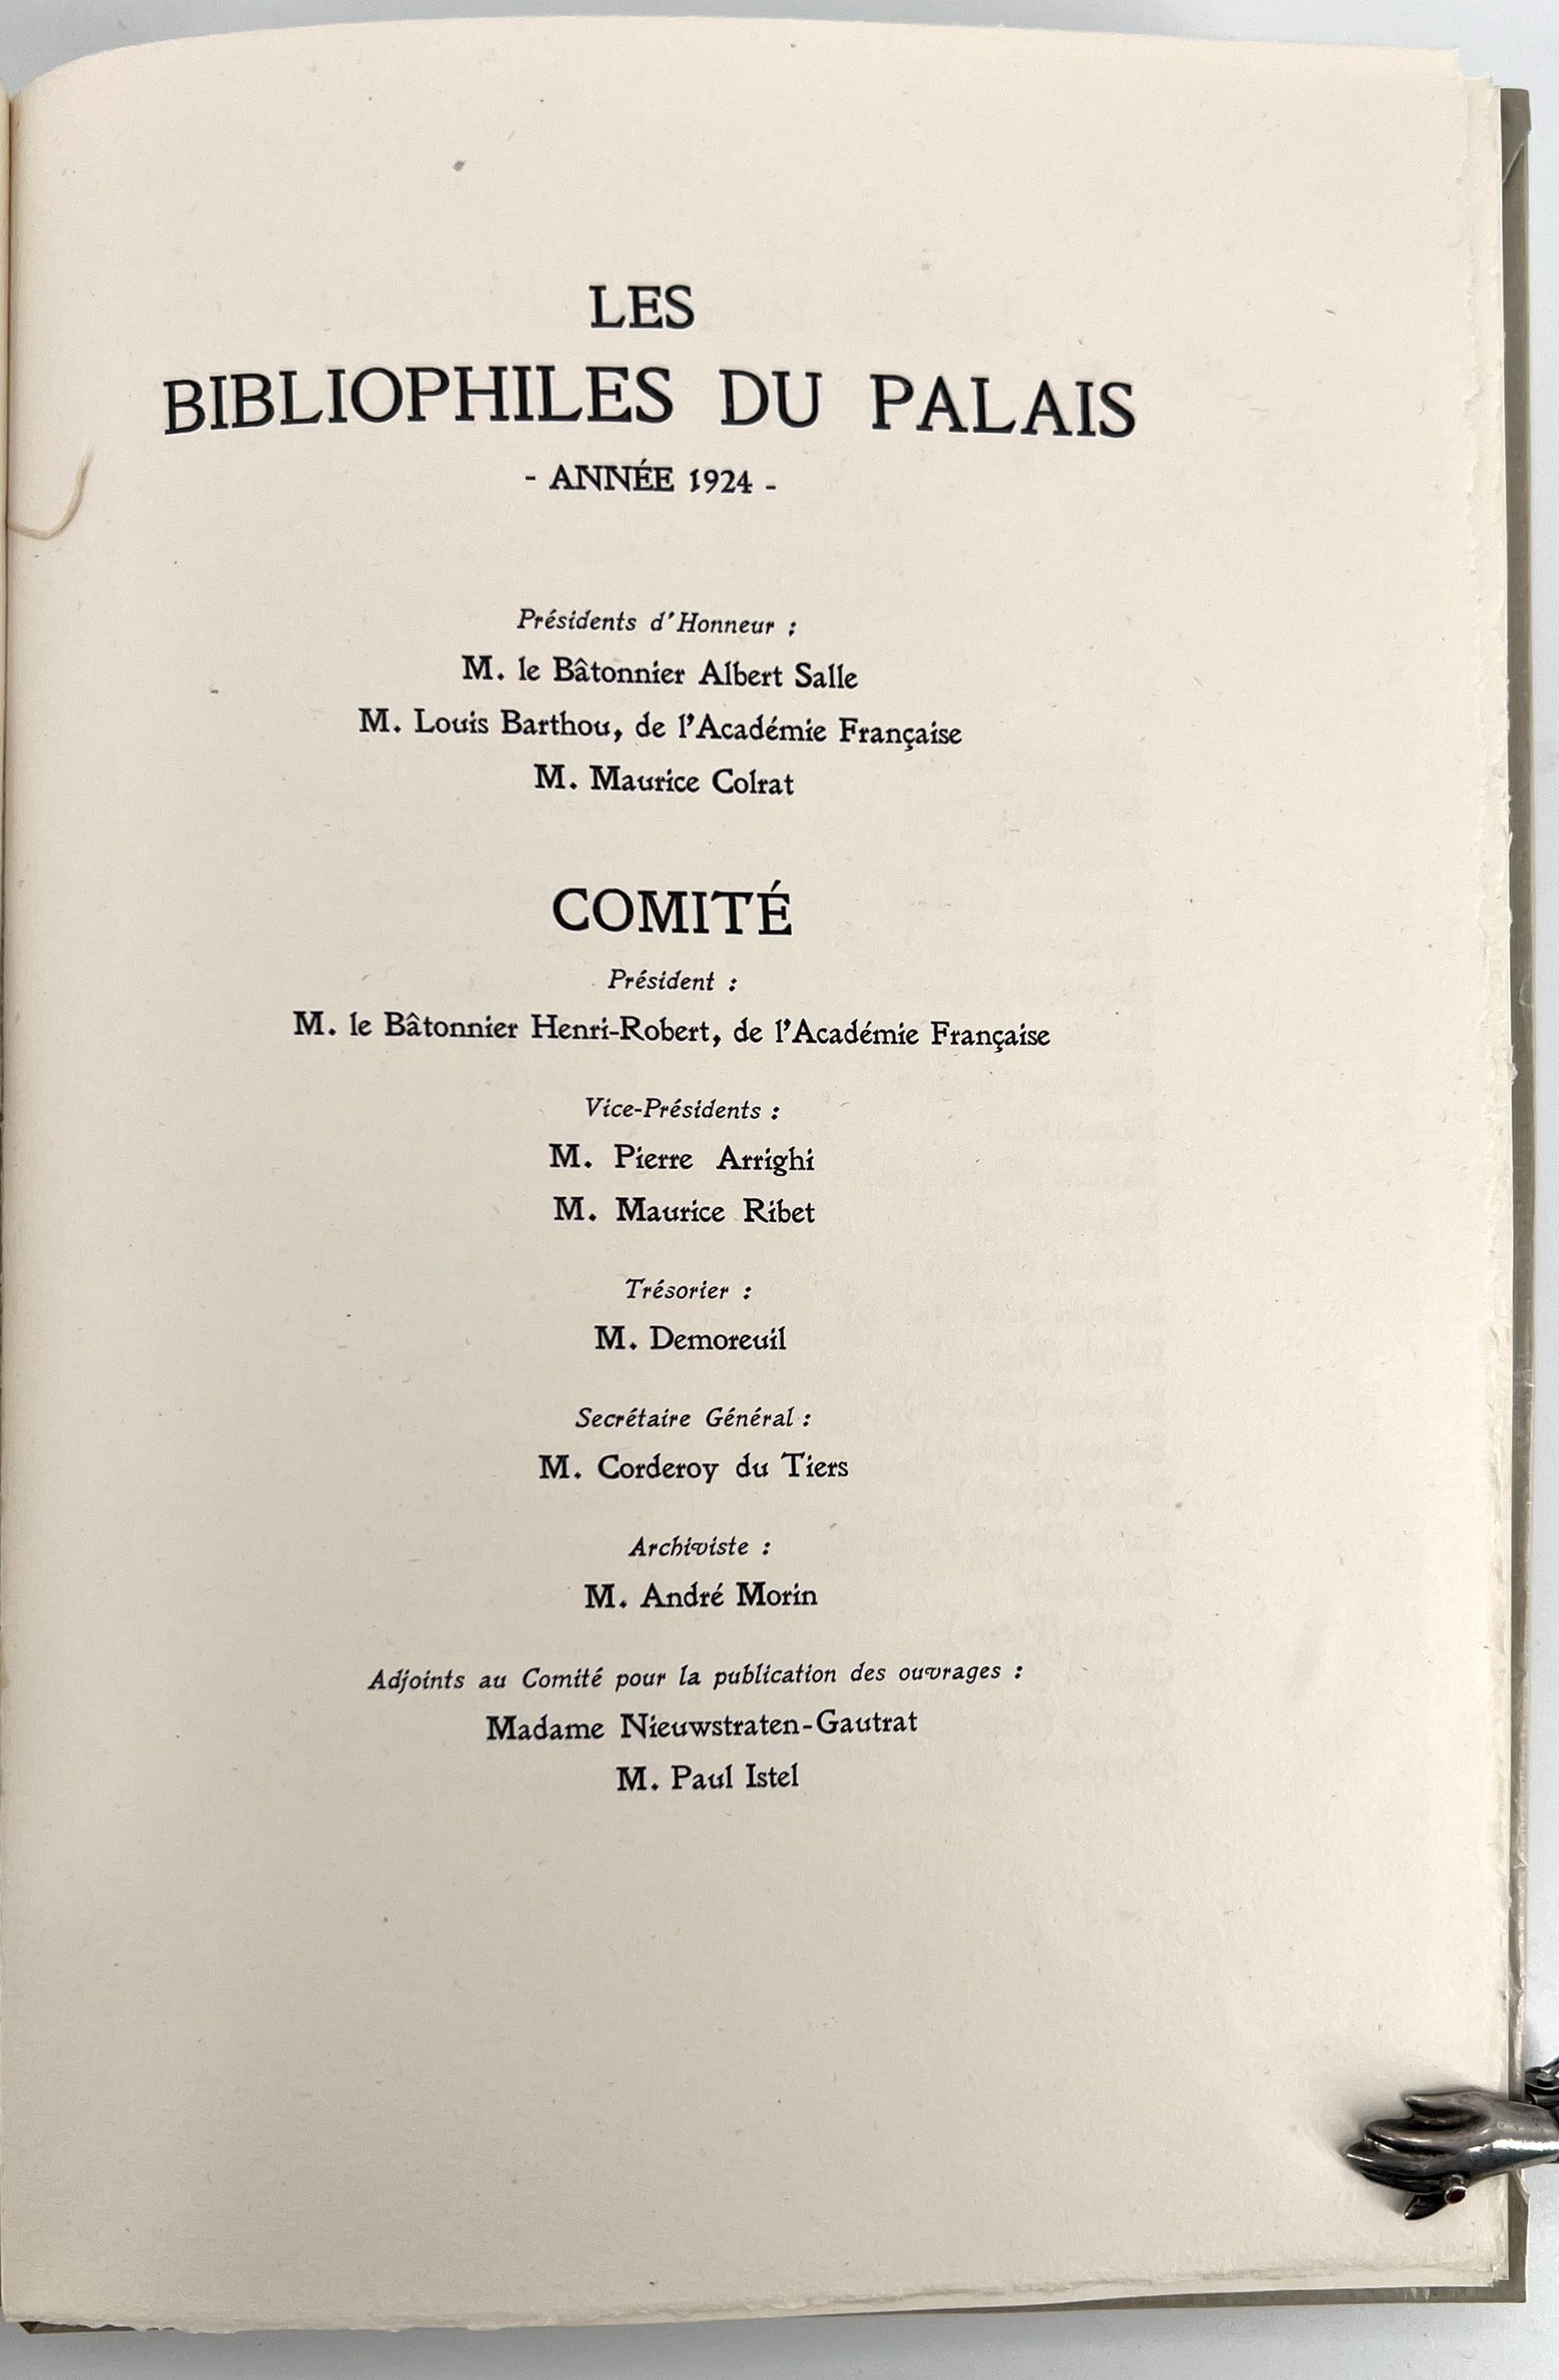 LES
BIBLIOPHILES DU PALAIS
- ANNÉE 1924 -
Présidents d'Honneur :
M. le Bâtonnier Albert Salle
M. Louis Barthou, de l'Académie Française
M. Maurice Colrat
COMITÉ
Président :
M. le Bâtonnier Henri-Robert, de l'Académie Française
Vice-Présidents :
M. Pierre Arrighi
M. Maurice Ribet
Trésorier :
M. Demoreuil
Secrétaire Général :
M. Corderoy du Tiers
Archiviste :
M. André Morin
Adjoints au Comité pour la publication des ouvrages :
Madame Nieuwstraten-Gautrat
M. Paul Istel